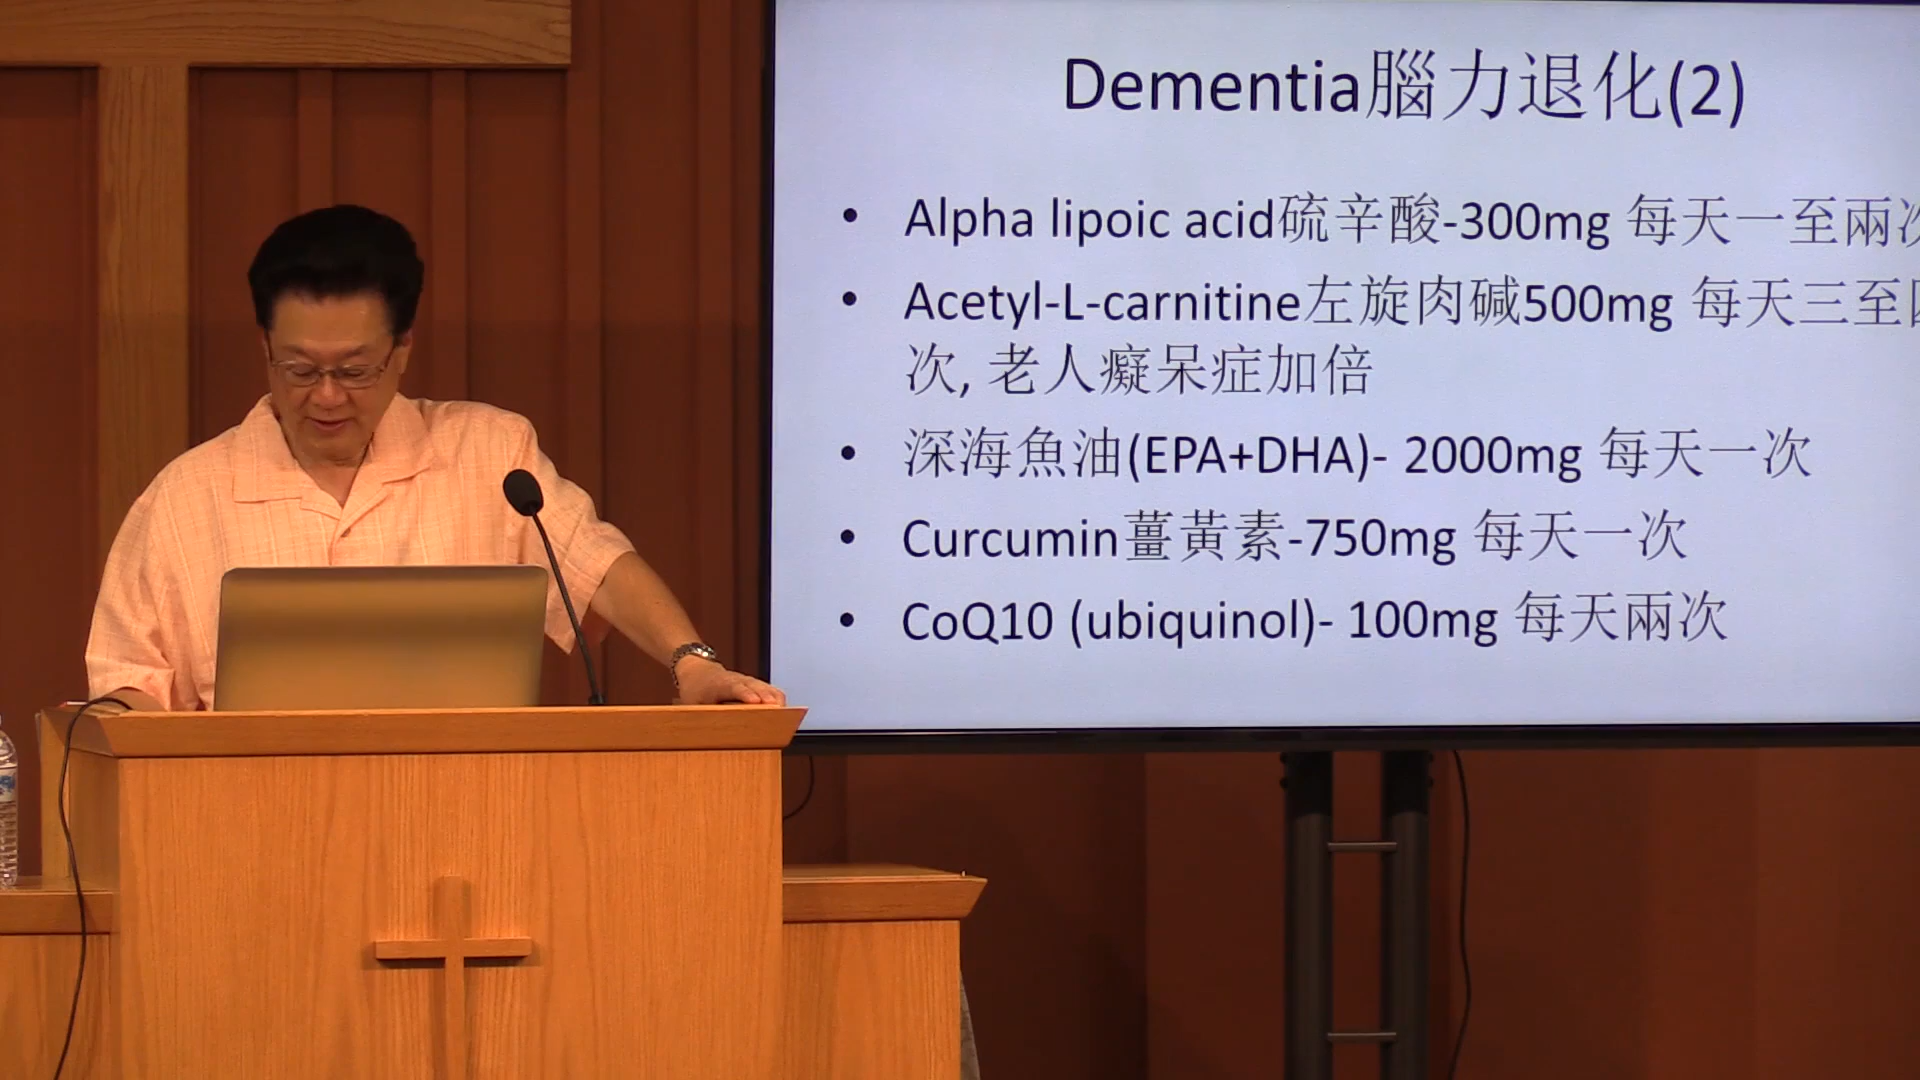 Dementia腦力退化(2)
• Alpha lipoic acid硫辛酸-300mg 每天一至兩次
• Acetyl-L-carnitine左旋肉碱500mg 每天三至四
次, 老人癡呆症加倍
• 深海魚油(EPA+DHA)- 2000mg 每天一次
• Curcumin薑黃素-750mg 每天一次
• CoQ10 (ubiquinol)- 100mg 每天兩次